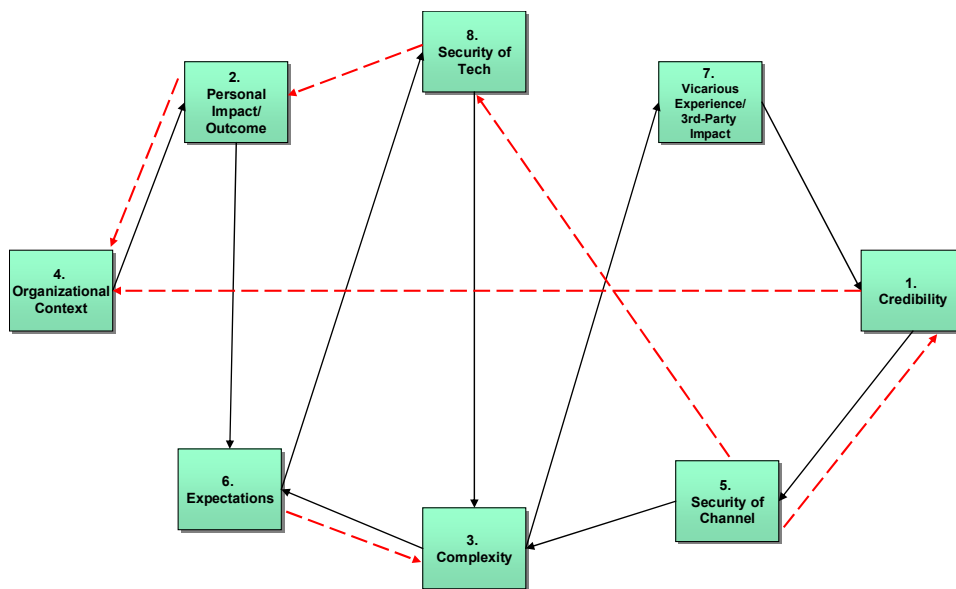 8.
Security of
Tech
2.
Personal
Impact/
Outcome
7.
Vicarious
Experience/
3rd-Party
Impact
4.
Organizational
Context
1.
Credibility
6.
Expectations
5.
Security of
Channel
3.
Complexity